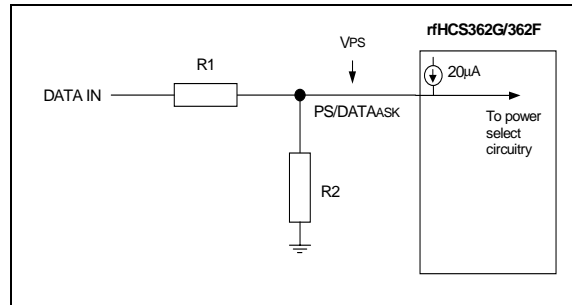 rfHCS362G/362F
VPS
R1
20µA
DATA IN
PS/DATAASK
To power
select
circuitry
R2